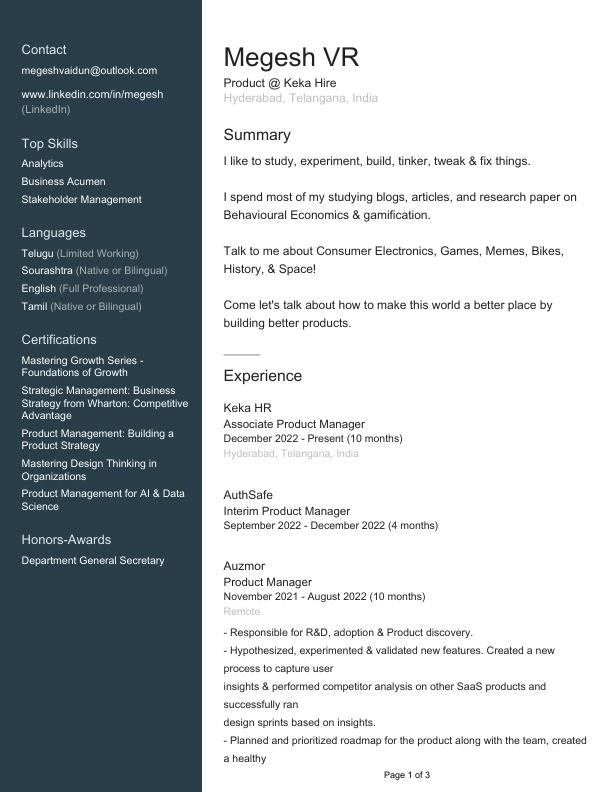 Contact
megeshvaidun@outlook.com
www.linkedin.com/in/megesh
(LinkedIn)
Top Skills
Analytics
Business Acumen
Stakeholder Management
Languages
Telugu (Limited Working)
Sourashtra (Native or Bilingual)
English (Full Professional)
Tamil (Native or Bilingual)
Certifications
Mastering Growth Series -
Foundations of Growth
Strategic Management: Business
Strategy from Wharton: Competitive
Advantage
Product Management: Building a
Product Strategy
Mastering Design Thinking in
Organizations
Product Management for AI & Data
Science
Honors-Awards
Department General Secretary
Megesh VR
Product @ Keka Hire
Hyderabad, Telangana, India
Summary
I like to study, experiment, build, tinker, tweak & fix things.
I spend most of my studying blogs, articles, and research paper on
Behavioural Economics & gamification.
Talk to me about Consumer Electronics, Games, Memes, Bikes,
History, & Space!
Come let's talk about how to make this world a better place by
building better products.
Experience
Keka HR
Associate Product Manager
December 2022 - Present (10 months)
Hyderabad, Telangana, India
AuthSafe
Interim Product Manager
September 2022 - December 2022 (4 months)
Auzmor
Product Manager
November 2021 - August 2022 (10 months)
Remote
- Responsible for R&D, adoption & Product discovery.
- Hypothesized, experimented & validated new features. Created a new
process to capture user
insights & performed competitor analysis on other SaaS products and
successfully ran
design sprints based on insights.
- Planned and prioritized roadmap for the product along with the team, created
a healthy
Page 1 of 3